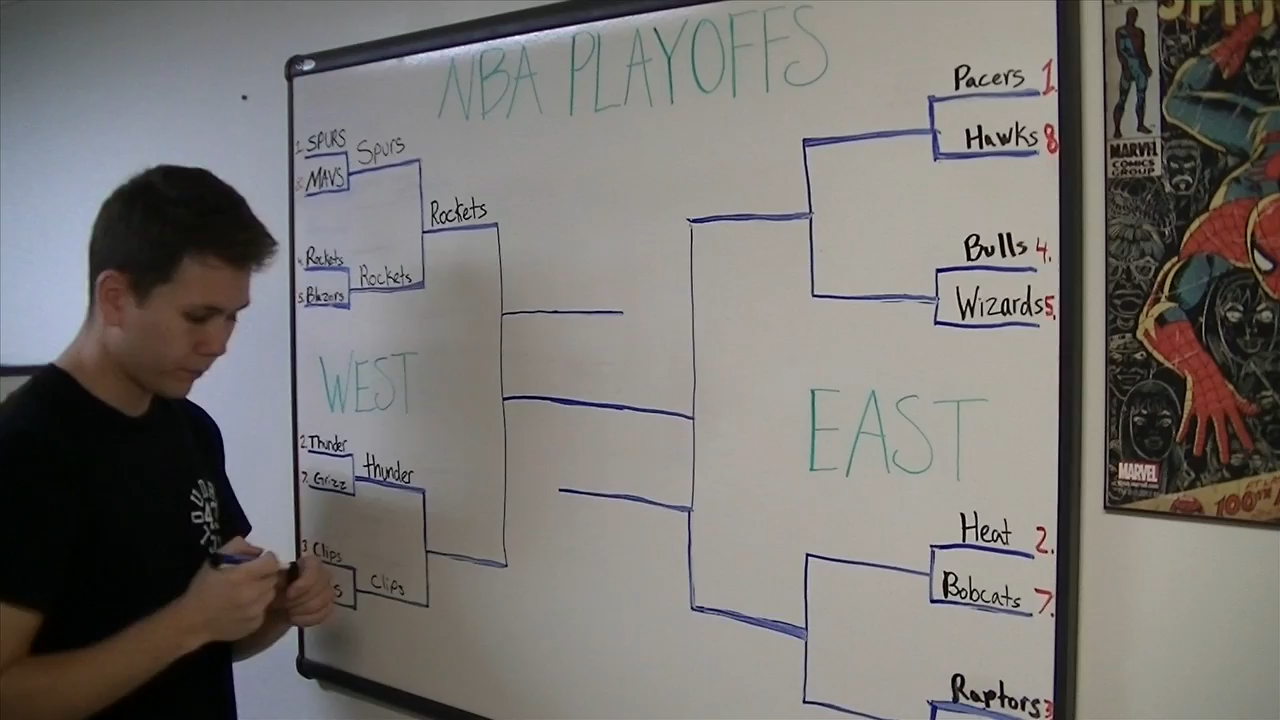 NBA PLAYOFFS
1. SPURS
MAVS
Spurs
4. Rockets
5. Blazers
Rockets
Rockets
WEST
2. Thunder
7. Grizz
thunder
3 Clips
s
Clips
Pacers 1.
Hawks 8
Bulls 4.
Wizards 5.
EAST
Heat 2.
Bobcats 7.
Raptors 3
MARVEL
COMICS
GROUP
MARVEL
100TH